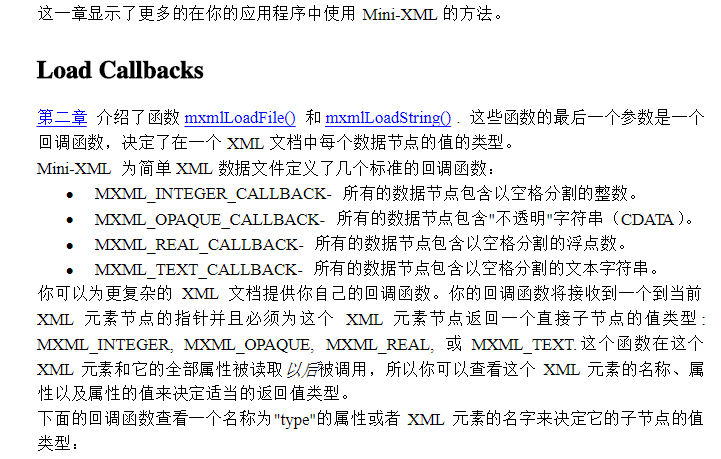 这一章显示了更多的在你的应用程序中使用 Mini-XML 的方法。
Load Callbacks
第二章 介绍了函数 mxmlLoadFile() 和 mxmlLoadString() . 这些函数的最后一个参数是一个
回调函数，决定了在一个 XML 文档中每个数据节点的值的类型。
Mini-XML 为简单 XML 数据文件定义了几个标准的回调函数：
• MXML_INTEGER_CALLBACK- 所有的数据节点包含以空格分割的整数。
• MXML_OPAQUE_CALLBACK- 所有的数据节点包含"不透明"字符串（CDATA）。
• MXML_REAL_CALLBACK- 所有的数据节点包含以空格分割的浮点数。
• MXML_TEXT_CALLBACK- 所有的数据节点包含以空格分割的文本字符串。
你可以为更复杂的 XML 文档提供你自己的回调函数。你的回调函数将接收到一个到当前
XML 元素节点的指针并且必须为这个 XML 元素节点返回一个直接子节点的值类型:
MXML_INTEGER, MXML_OPAQUE, MXML_REAL, 或 MXML_TEXT.这个函数在这个
XML 元素和它的全部属性被读取以后被调用，所以你可以查看这个 XML 元素的名称、属
性以及属性的值来决定适当的返回值类型。
下面的回调函数查看一个名称为"type"的属性或者 XML 元素的名字来决定它的子节点的值
类型：